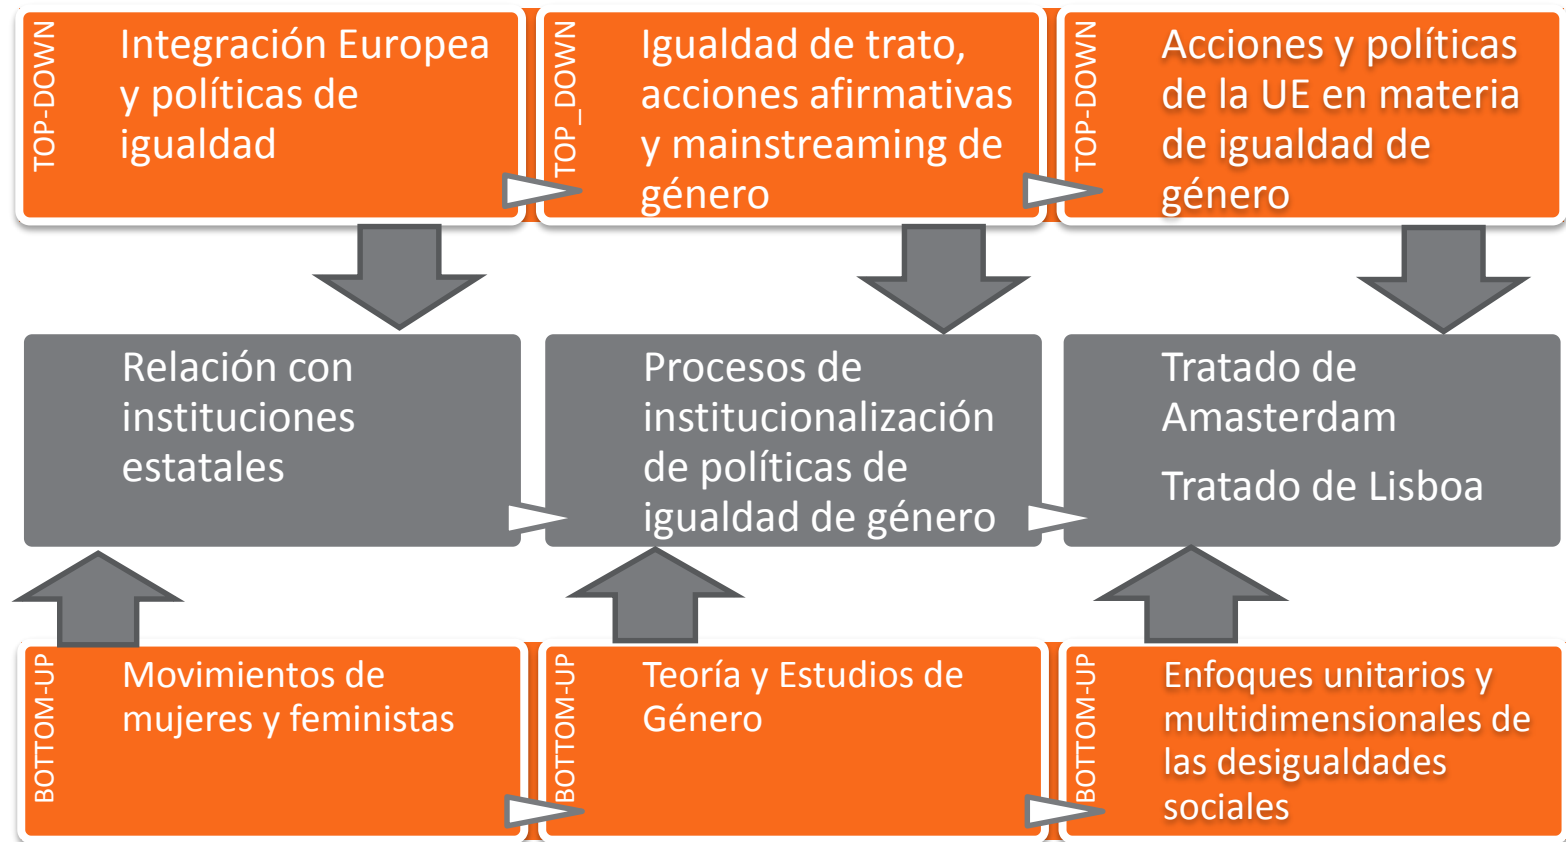 TOP-DOWN
Integración Europea
y políticas de
igualdad
TOP_DOWN
Igualdad de trato,
acciones afirmativas
y mainstreaming de
género
TOP-DOWN
Acciones y políticas
de la UE en materia
de igualdad de
género
Relación con
instituciones
estatales
Procesos de
institucionalización
de políticas de
igualdad de género
Tratado de
Amasterdam
Tratado de Lisboa
BOTTOM-UP
Movimientos de
mujeres y feministas
BOTTOM-UP
Teoría y Estudios de
Género
BOTTOM-UP
Enfoques unitarios y
multidimensionales de
las desigualdades
sociales